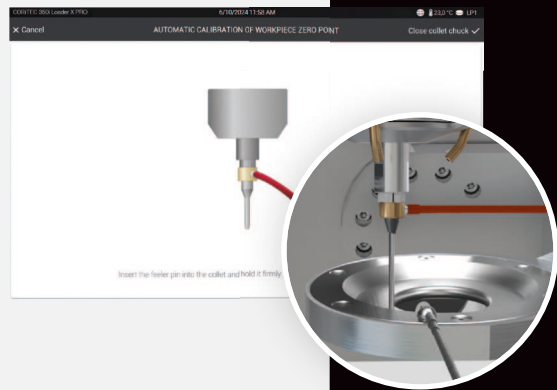 CORiTEC 350i Loader X PRO 6/10/2024 11:58 AM 23,0 °C LP1
Cancel AUTOMATIC CALIBRATION OF WORKPIECE ZERO POINT Close collet chuck
Insert the feeler pin into the collet and hold it firmly